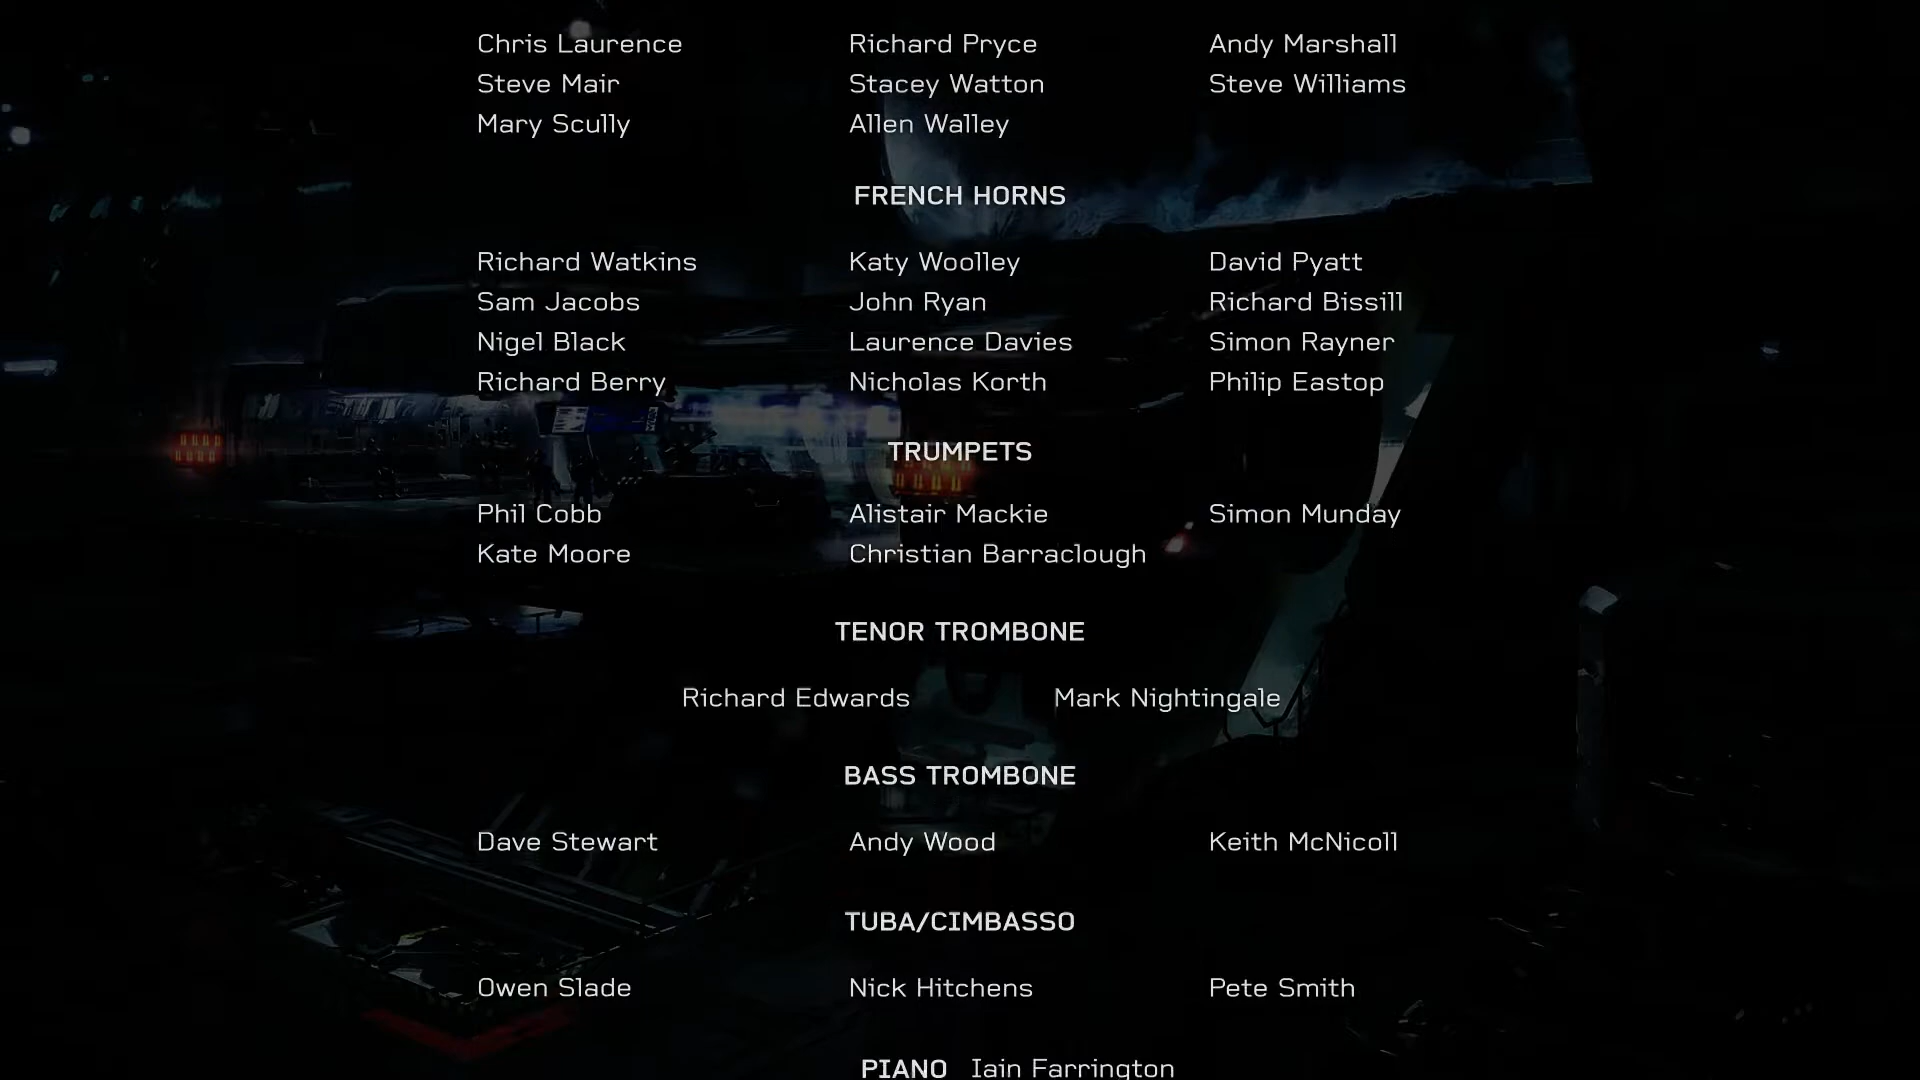 Chris Laurence Richard Pryce Andy Marshall
Steve Mair Stacey Watton Steve Williams
Mary Scully Allen Walley
FRENCH HORNS
Richard Watkins Katy Woolley David Pyatt
Sam Jacobs John Ryan Richard Bissill
Nigel Black Laurence Davies Simon Rayner
Richard Berry Nicholas Korth Philip Eastop
TRUMPETS
Phil Cobb Alistair Mackie Simon Munday
Kate Moore Christian Barraclough
TENOR TROMBONE
Richard Edwards Mark Nightingale
BASS TROMBONE
Dave Stewart Andy Wood Keith McNicoll
TUBA/CIMBASSO
Owen Slade Nick Hitchens Pete Smith
PIANO Iain Farrington